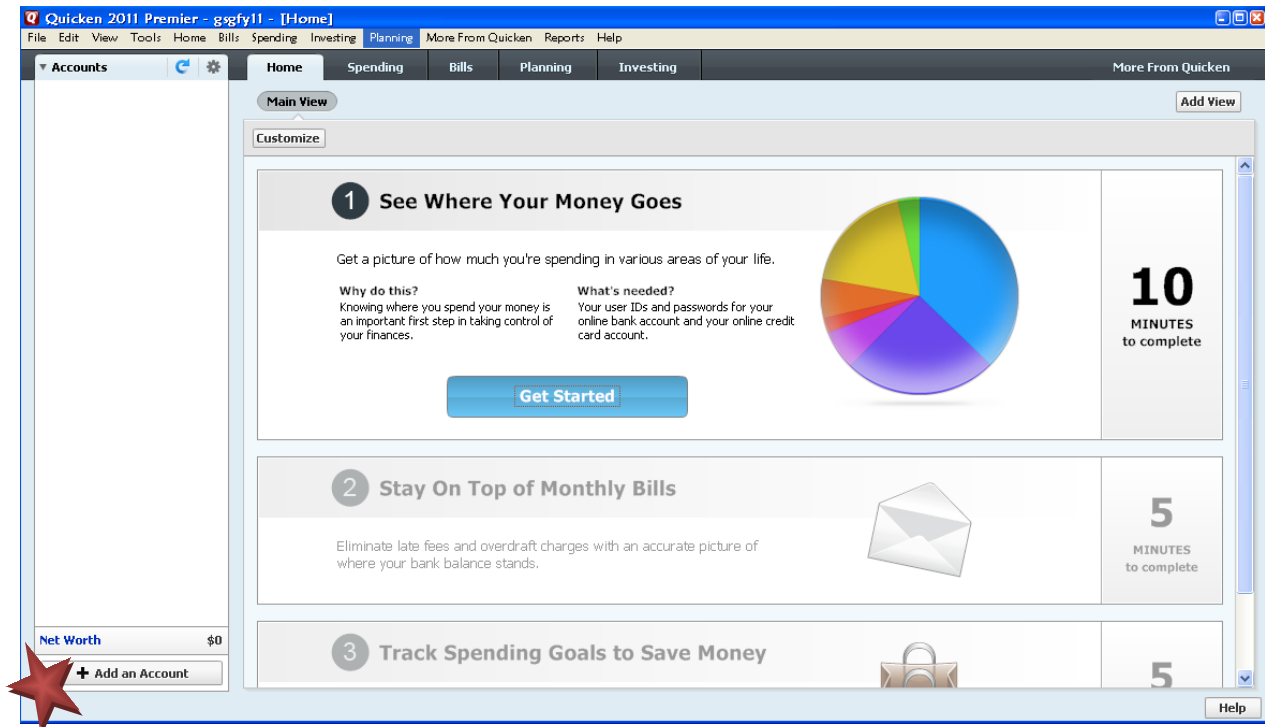 Quicken 2011 Premier - gsgfy11 - [Home]
File Edit View Tools Home Bills Spending Investing Planning More From Quicken Reports Help
Accounts
Home Spending Bills Planning Investing More From Quicken
Main View Add View
Customize
1 See Where Your Money Goes
Get a picture of how much you're spending in various areas of your life.
Why do this?
Knowing where you spend your money is
an important first step in taking control of
your finances.
What's needed?
Your user IDs and passwords for your
online bank account and your online credit
card account.
Get Started
10
MINUTES
to complete
2 Stay On Top of Monthly Bills
Eliminate late fees and overdraft charges with an accurate picture of
where your bank balance stands.
5
MINUTES
to complete
3 Track Spending Goals to Save Money
5
Net Worth $0
+ Add an Account
Help